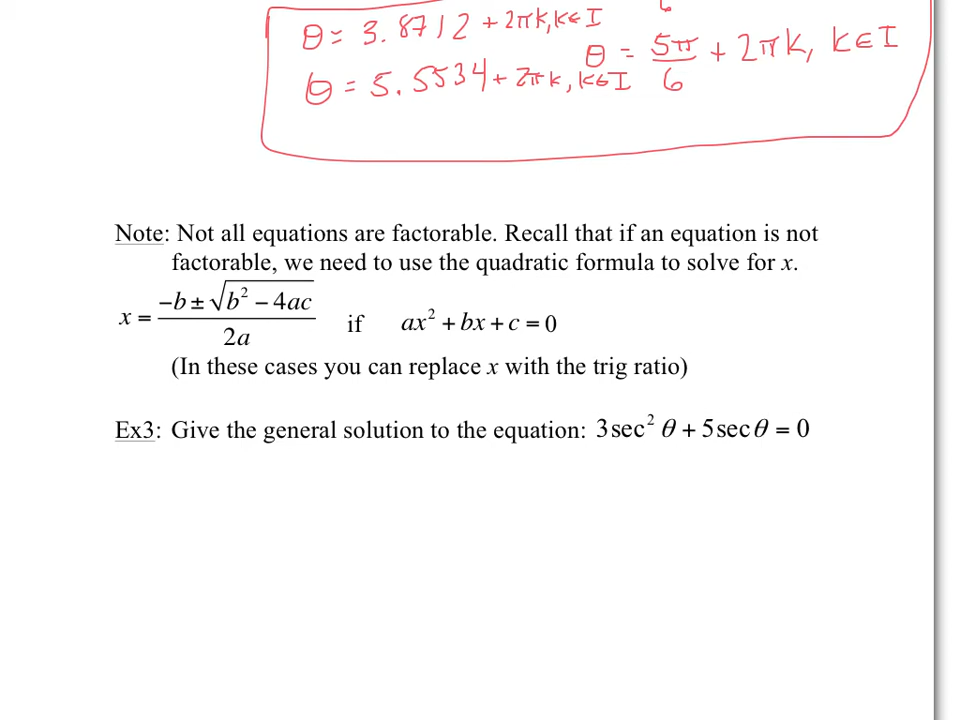 θ = 3.8712 + 2πk, k∈I
θ = 5π/6 + 2πk, k∈I
θ = 5.5534 + 2πk, k∈I
Note: Not all equations are factorable. Recall that if an equation is not
factorable, we need to use the quadratic formula to solve for x.
x = (−b ± √(b² − 4ac)) / 2a if ax² + bx + c = 0
(In these cases you can replace x with the trig ratio)
Ex3: Give the general solution to the equation: 3sec² θ + 5secθ = 0